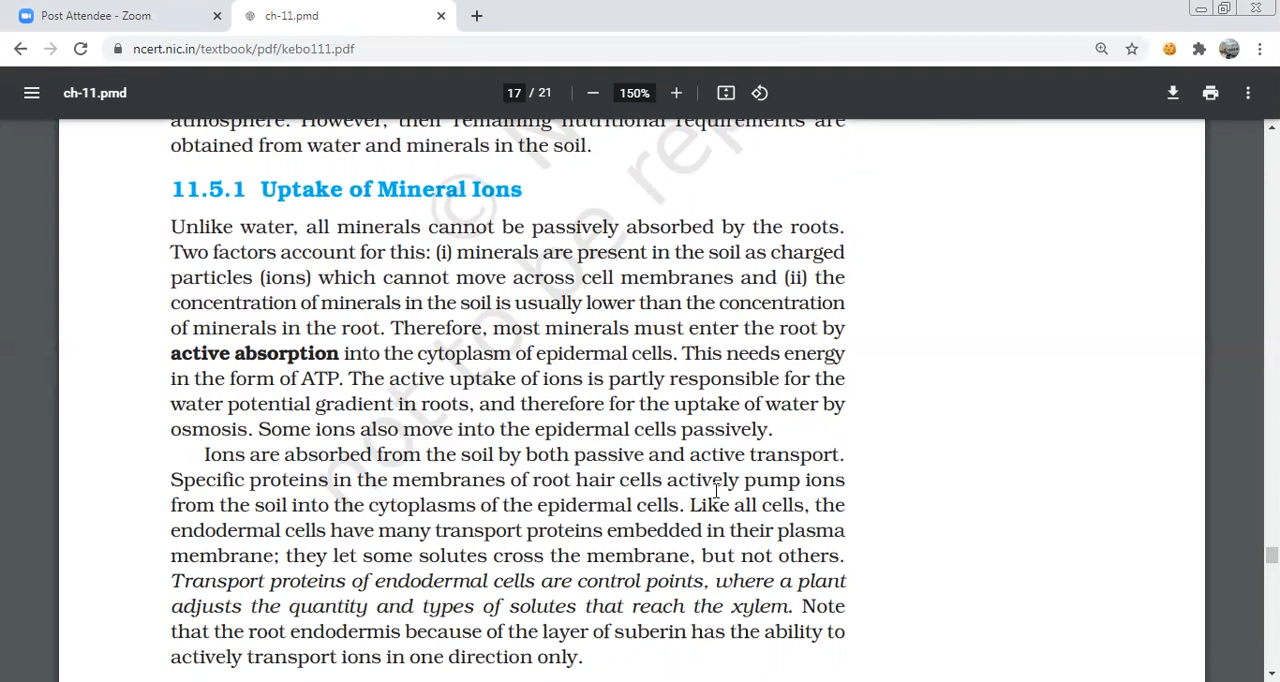 Post Attendee - Zoom
ch-11.pmd
ncert.nic.in/textbook/pdf/kebo111.pdf
ch-11.pmd
17 / 21
150%
atmosphere. However, their remaining nutritional requirements are
obtained from water and minerals in the soil.
11.5.1 Uptake of Mineral Ions
Unlike water, all minerals cannot be passively absorbed by the roots.
Two factors account for this: (i) minerals are present in the soil as charged
particles (ions) which cannot move across cell membranes and (ii) the
concentration of minerals in the soil is usually lower than the concentration
of minerals in the root. Therefore, most minerals must enter the root by
active absorption into the cytoplasm of epidermal cells. This needs energy
in the form of ATP. The active uptake of ions is partly responsible for the
water potential gradient in roots, and therefore for the uptake of water by
osmosis. Some ions also move into the epidermal cells passively.
Ions are absorbed from the soil by both passive and active transport.
Specific proteins in the membranes of root hair cells actively pump ions
from the soil into the cytoplasms of the epidermal cells. Like all cells, the
endodermal cells have many transport proteins embedded in their plasma
membrane; they let some solutes cross the membrane, but not others.
Transport proteins of endodermal cells are control points, where a plant
adjusts the quantity and types of solutes that reach the xylem. Note
that the root endodermis because of the layer of suberin has the ability to
actively transport ions in one direction only.
© N
not to be rep